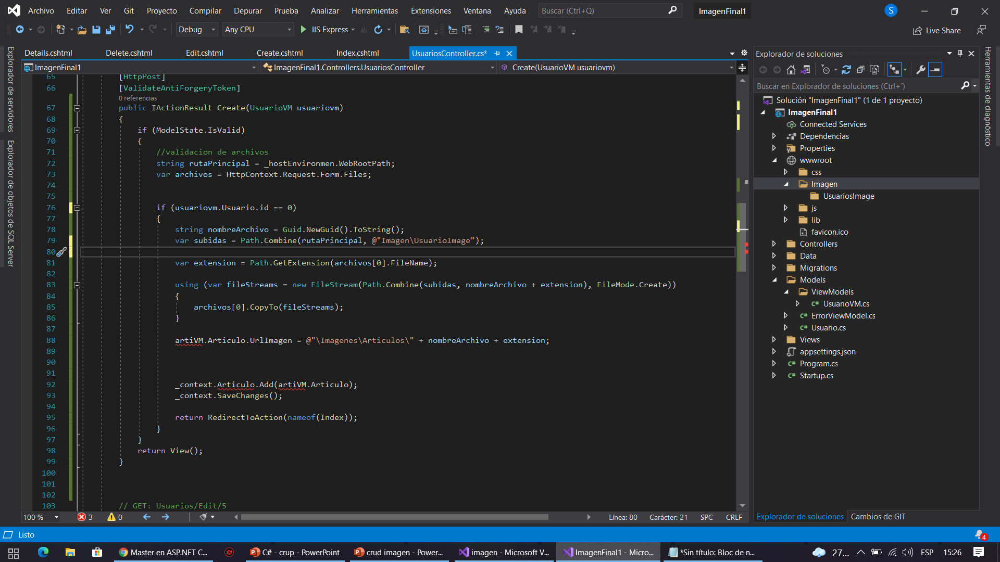 Archivo Editar Ver Git Proyecto Compilar Depurar Prueba Analizar Herramientas Extensiones Ventana Ayuda Buscar (Ctrl+Q) ImagenFinal1 S
Debug Any CPU IIS Express Live Share
Explorador de servidores
Explorador de objetos de SQL Server
Details.cshtml Delete.cshtml Edit.cshtml Create.cshtml Index.cshtml UsuariosController.cs*
ImagenFinal1 ImagenFinal1.Controllers.UsuariosController Create(UsuarioVM usuariovm)
65 [HttpPost]
66 [ValidateAntiForgeryToken]
0 referencias
67 public IActionResult Create(UsuarioVM usuariovm)
68 {
69 if (ModelState.IsValid)
70 {
71 //validacion de archivos
72 string rutaPrincipal = _hostEnvironmen.WebRootPath;
73 var archivos = HttpContext.Request.Form.Files;
74
75
76 if (usuariovm.Usuario.id == 0)
77 {
78 string nombreArchivo = Guid.NewGuid().ToString();
79 var subidas = Path.Combine(rutaPrincipal, @"Imagen\UsuarioImage");
80
81 var extension = Path.GetExtension(archivos[0].FileName);
82
83 using (var fileStreams = new FileStream(Path.Combine(subidas, nombreArchivo + extension), FileMode.Create))
84 {
85 archivos[0].CopyTo(fileStreams);
86 }
87
88 artiVM.Articulo.UrlImagen = @"\Imagenes\Articulos\" + nombreArchivo + extension;
89
90
91
92 _context.Articulo.Add(artiVM.Articulo);
93 _context.SaveChanges();
94
95 return RedirectToAction(nameof(Index));
96 }
97 }
98 return View();
99 }
100
101
102
103 // GET: Usuarios/Edit/5
100 % 3 0 Línea: 80 Carácter: 21 SPC CRLF
Explorador de soluciones
Buscar en Explorador de soluciones (Ctrl+´)
Solución "ImagenFinal1" (1 de 1 proyecto)
ImagenFinal1
Connected Services
Dependencias
Properties
wwwroot
css
Imagen
UsuariosImage
js
lib
favicon.ico
Controllers
Data
Migrations
Models
ViewModels
C# UsuarioVM.cs
C# ErrorViewModel.cs
C# Usuario.cs
Views
appsettings.json
C# Program.cs
C# Startup.cs
Explorador de soluciones Cambios de GIT
Herramientas de diagnóstico
Listo 4
Master en ASP.NET C... C# - crup - PowerPoint crud imagen - Power... imagen - Microsoft V... ImagenFinal1 - Micro... *Sin título: Bloc de n... 27... ESP 15:26